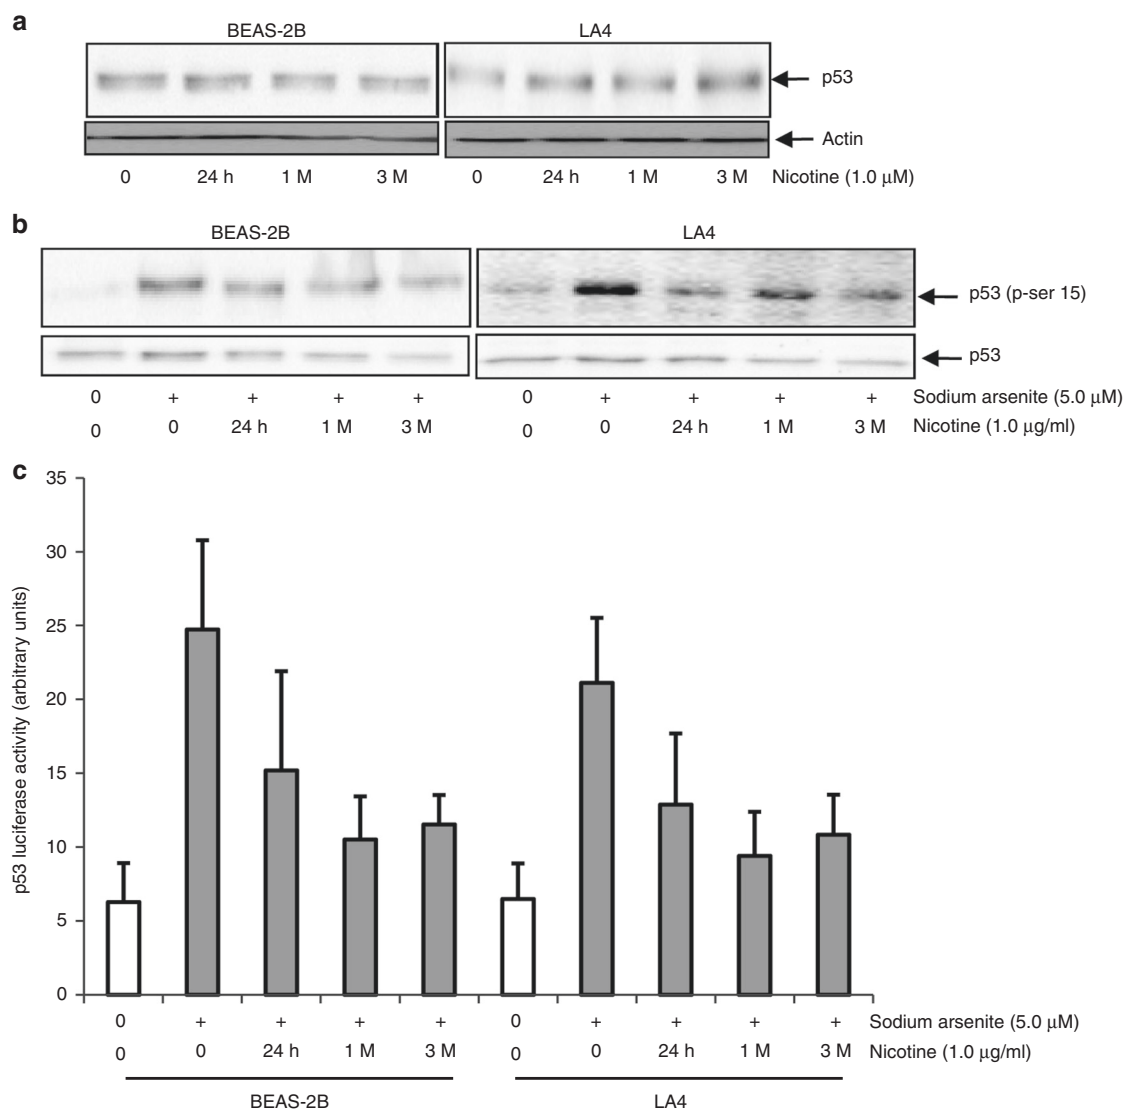 a
BEAS-2B LA4
p53
Actin
0 24 h 1 M 3 M 0 24 h 1 M 3 M Nicotine (1.0 μM)
b
BEAS-2B LA4
p53 (p-ser 15)
p53
0 + + + + 0 + + + + Sodium arsenite (5.0 μM)
0 0 24 h 1 M 3 M 0 0 24 h 1 M 3 M Nicotine (1.0 μg/ml)
c
p53 luciferase activity (arbitrary units)
35
30
25
20
15
10
5
0
0 + + + + 0 + + + + Sodium arsenite (5.0 μM)
0 0 24 h 1 M 3 M 0 0 24 h 1 M 3 M Nicotine (1.0 μg/ml)
BEAS-2B LA4